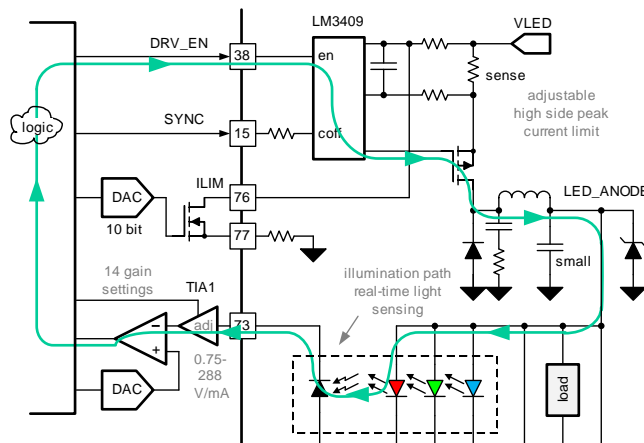 LM3409
DRV_EN
38
en
VLED
sense
adjustable
high side peak
current limit
logic
SYNC
15
coff
DAC
10 bit
ILIM
76
77
LED_ANODE
small
14 gain
settings
TIA1
illumination path
real-time light
sensing
73
adj
−
+
0.75-
288
V/mA
DAC
load